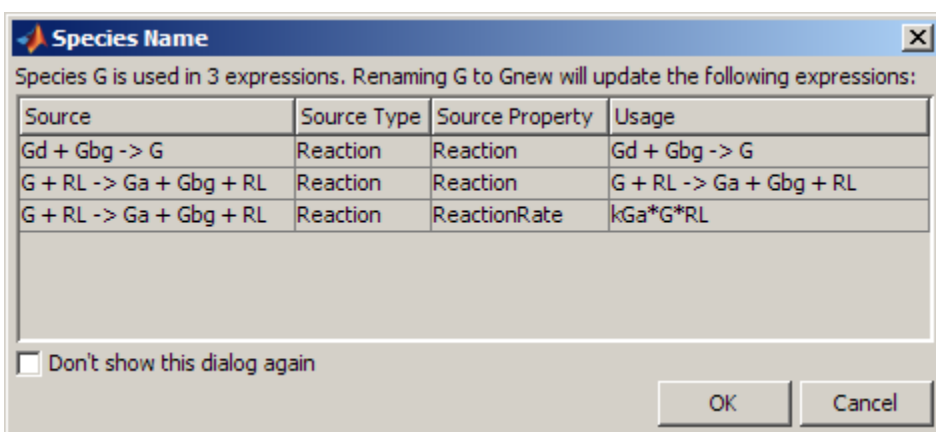 Species Name
Species G is used in 3 expressions. Renaming G to Gnew will update the following expressions:
Source Source Type Source Property Usage
Gd + Gbg -> G Reaction Reaction Gd + Gbg -> G
G + RL -> Ga + Gbg + RL Reaction Reaction G + RL -> Ga + Gbg + RL
G + RL -> Ga + Gbg + RL Reaction ReactionRate kGa*G*RL
Don't show this dialog again
OK Cancel